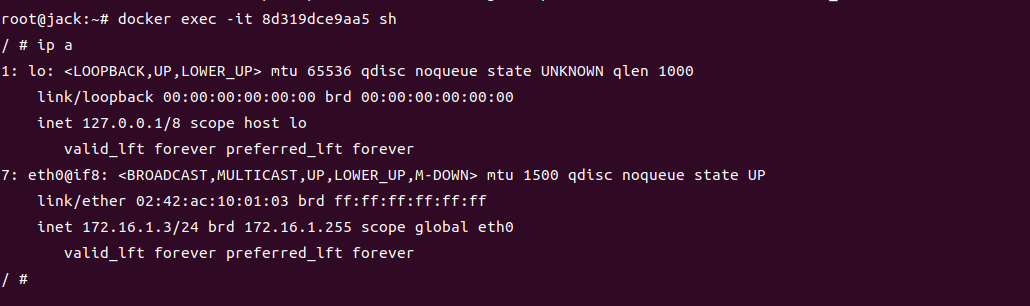 root@jack:~# docker exec -it 8d319dce9aa5 sh
/ # ip a
1: lo: <LOOPBACK,UP,LOWER_UP> mtu 65536 qdisc noqueue state UNKNOWN qlen 1000
    link/loopback 00:00:00:00:00:00 brd 00:00:00:00:00:00
    inet 127.0.0.1/8 scope host lo
       valid_lft forever preferred_lft forever
7: eth0@if8: <BROADCAST,MULTICAST,UP,LOWER_UP,M-DOWN> mtu 1500 qdisc noqueue state UP
    link/ether 02:42:ac:10:01:03 brd ff:ff:ff:ff:ff:ff
    inet 172.16.1.3/24 brd 172.16.1.255 scope global eth0
       valid_lft forever preferred_lft forever
/ #